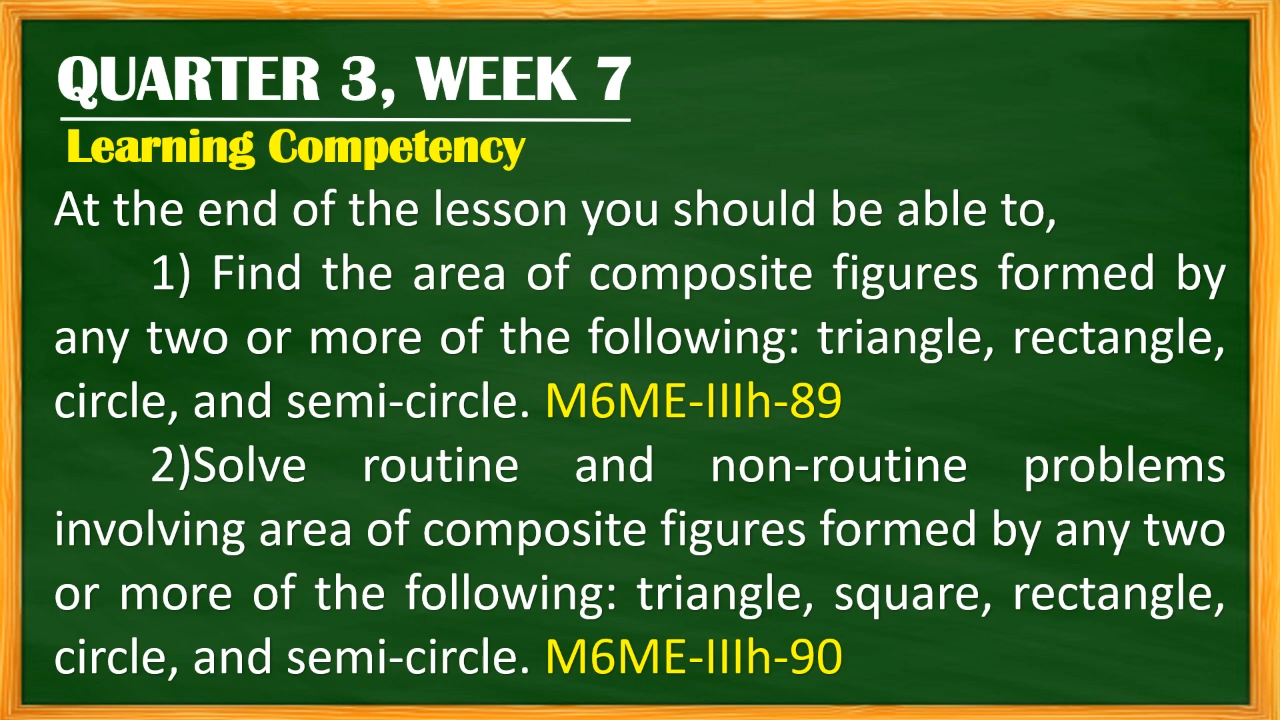 QUARTER 3, WEEK 7
Learning Competency
At the end of the lesson you should be able to,
1) Find the area of composite figures formed by
any two or more of the following: triangle, rectangle,
circle, and semi-circle. M6ME-IIIh-89
2)Solve routine and non-routine problems
involving area of composite figures formed by any two
or more of the following: triangle, square, rectangle,
circle, and semi-circle. M6ME-IIIh-90